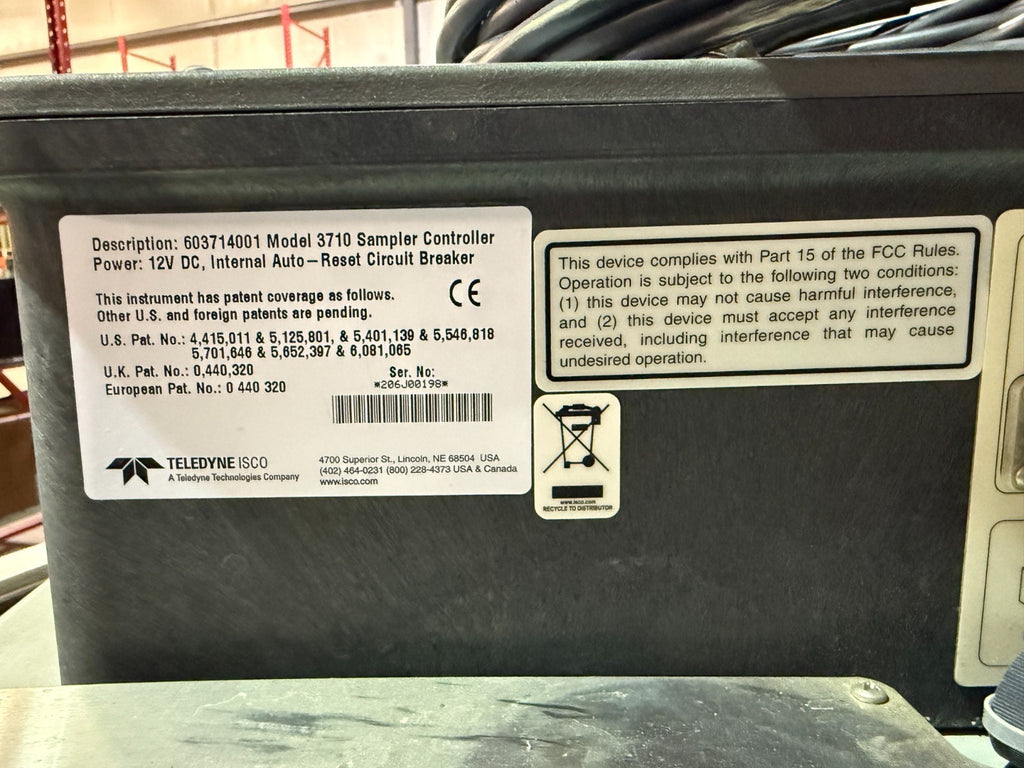 Description: 603714001 Model 3710 Sampler Controller
Power: 12V DC, Internal Auto-Reset Circuit Breaker
This instrument has patent coverage as follows.
Other U.S. and foreign patents are pending.
CE
U.S. Pat. No.: 4,415,011 & 5,125,801, & 5,401,139 & 5,546,818
5,701,646 & 5,652,397 & 6,081,065
U.K. Pat. No.: 0,440,320
European Pat. No.: 0 440 320
Ser. No:
*206J00198*
TELEDYNE ISCO
A Teledyne Technologies Company
4700 Superior St., Lincoln, NE 68504 USA
(402) 464-0231 (800) 228-4373 USA & Canada
www.isco.com
This device complies with Part 15 of the FCC Rules.
Operation is subject to the following two conditions:
(1) this device may not cause harmful interference,
and (2) this device must accept any interference
received, including interference that may cause
undesired operation.
www.isco.com
RECYCLE TO DISTRIBUTOR